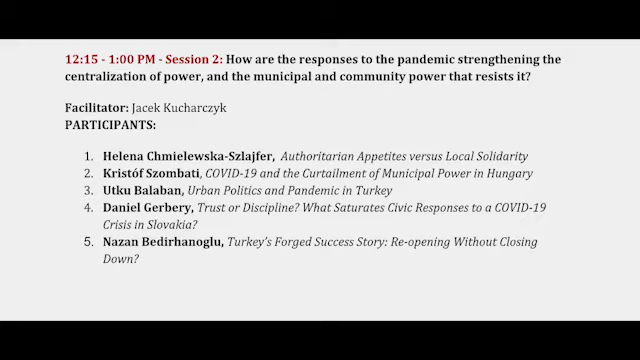 12:15 - 1:00 PM - Session 2: How are the responses to the pandemic strengthening the
centralization of power, and the municipal and community power that resists it?
Facilitator: Jacek Kucharczyk
PARTICIPANTS:
1. Helena Chmielewska-Szlajfer, Authoritarian Appetites versus Local Solidarity
2. Kristóf Szombati, COVID-19 and the Curtailment of Municipal Power in Hungary
3. Utku Balaban, Urban Politics and Pandemic in Turkey
4. Daniel Gerbery, Trust or Discipline? What Saturates Civic Responses to a COVID-19
Crisis in Slovakia?
5. Nazan Bedirhanoglu, Turkey's Forged Success Story: Re-opening Without Closing
Down?